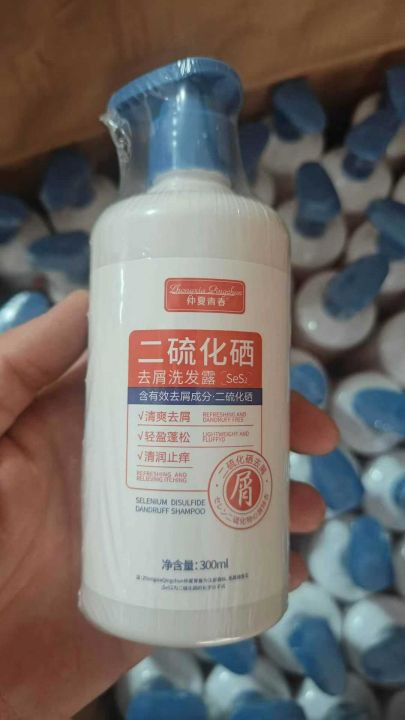 Zhongxia Qingchun
仲夏青春
二硫化硒
去屑洗发露 SeS2
含有效去屑成分·二硫化硒
√清爽去屑 REFRESHING AND DANDRUFF FREE
√轻盈蓬松 LIGHTWEIGHT AND FLUFFYD
√清润止痒
REFRESHING AND RELIEVING ITCHING
二硫化硒去屑
屑
SELENIUM DISULFIDE
DANDRUFF SHAMPOO
净含量:300ml